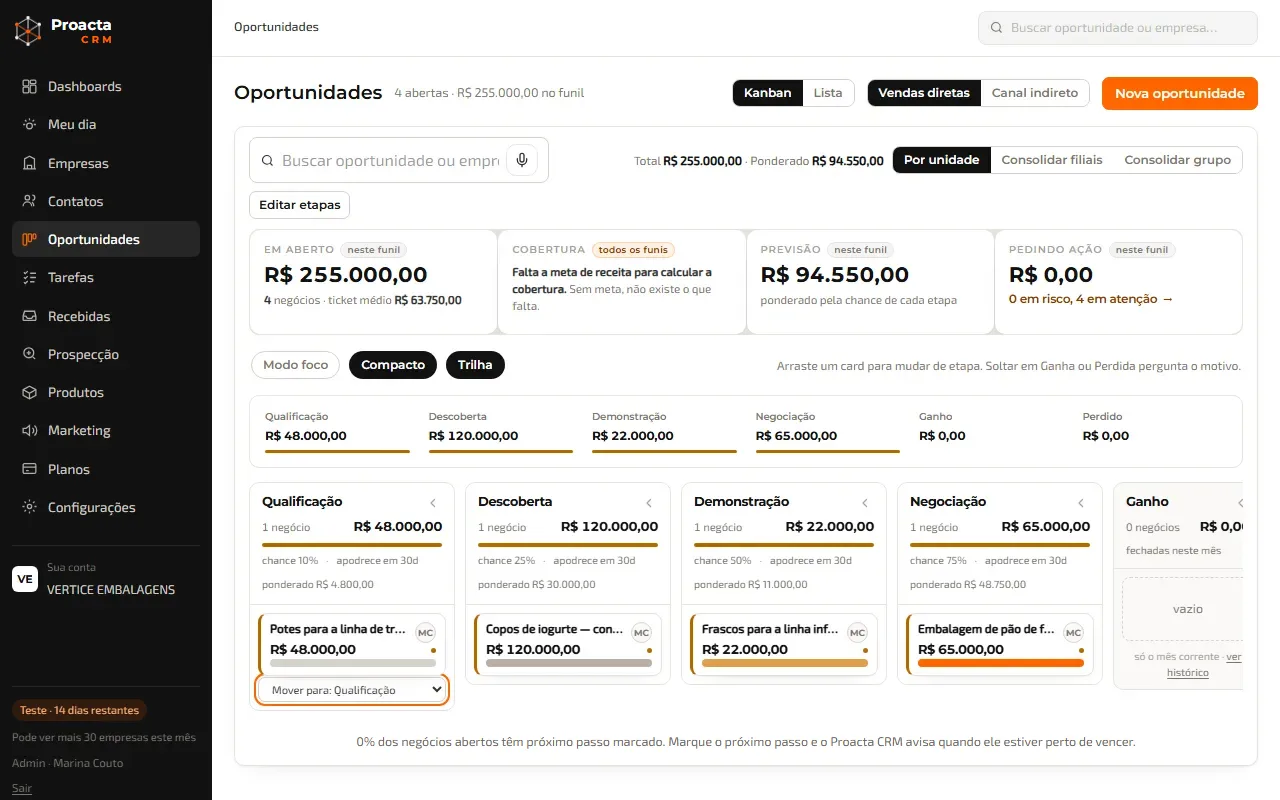 Proacta
CRM
Dashboards
Meu dia
Empresas
Contatos
Oportunidades
Tarefas
Recebidas
Prospecção
Produtos
Marketing
Planos
Configurações
VE
Sua conta
VERTICE EMBALAGENS
Teste · 14 dias restantes
Pode ver mais 30 empresas este mês
Admin · Marina Couto
Sair
Oportunidades
Buscar oportunidade ou empresa…
Oportunidades
4 abertas · R$ 255.000,00 no funil
Kanban Lista
Vendas diretas Canal indireto
Nova oportunidade
Buscar oportunidade ou empre
Total R$ 255.000,00 · Ponderado R$ 94.550,00
Por unidade Consolidar filiais Consolidar grupo
Editar etapas
EM ABERTO neste funil
R$ 255.000,00
4 negócios · ticket médio R$ 63.750,00
COBERTURA todos os funis
Falta a meta de receita para calcular a
cobertura. Sem meta, não existe o que
falta.
PREVISÃO neste funil
R$ 94.550,00
ponderado pela chance de cada etapa
PEDINDO AÇÃO neste funil
R$ 0,00
0 em risco, 4 em atenção →
Modo foco Compacto Trilha
Arraste um card para mudar de etapa. Soltar em Ganha ou Perdida pergunta o motivo.
Qualificação
R$ 48.000,00
Descoberta
R$ 120.000,00
Demonstração
R$ 22.000,00
Negociação
R$ 65.000,00
Ganho
R$ 0,00
Perdido
R$ 0,00
Qualificação
1 negócio R$ 48.000,00
chance 10% · apodrece em 30d
ponderado R$ 4.800,00
Potes para a linha de tr… MC
R$ 48.000,00
Mover para: Qualificação
Descoberta
1 negócio R$ 120.000,00
chance 25% · apodrece em 30d
ponderado R$ 30.000,00
Copos de iogurte — con… MC
R$ 120.000,00
Demonstração
1 negócio R$ 22.000,00
chance 50% · apodrece em 30d
ponderado R$ 11.000,00
Frascos para a linha inf… MC
R$ 22.000,00
Negociação
1 negócio R$ 65.000,00
chance 75% · apodrece em 30d
ponderado R$ 48.750,00
Embalagem de pão de f… MC
R$ 65.000,00
Ganho
0 negócios R$ 0,00
fechadas neste mês
vazio
só o mês corrente · ver
histórico
0% dos negócios abertos têm próximo passo marcado. Marque o próximo passo e o Proacta CRM avisa quando ele estiver perto de vencer.